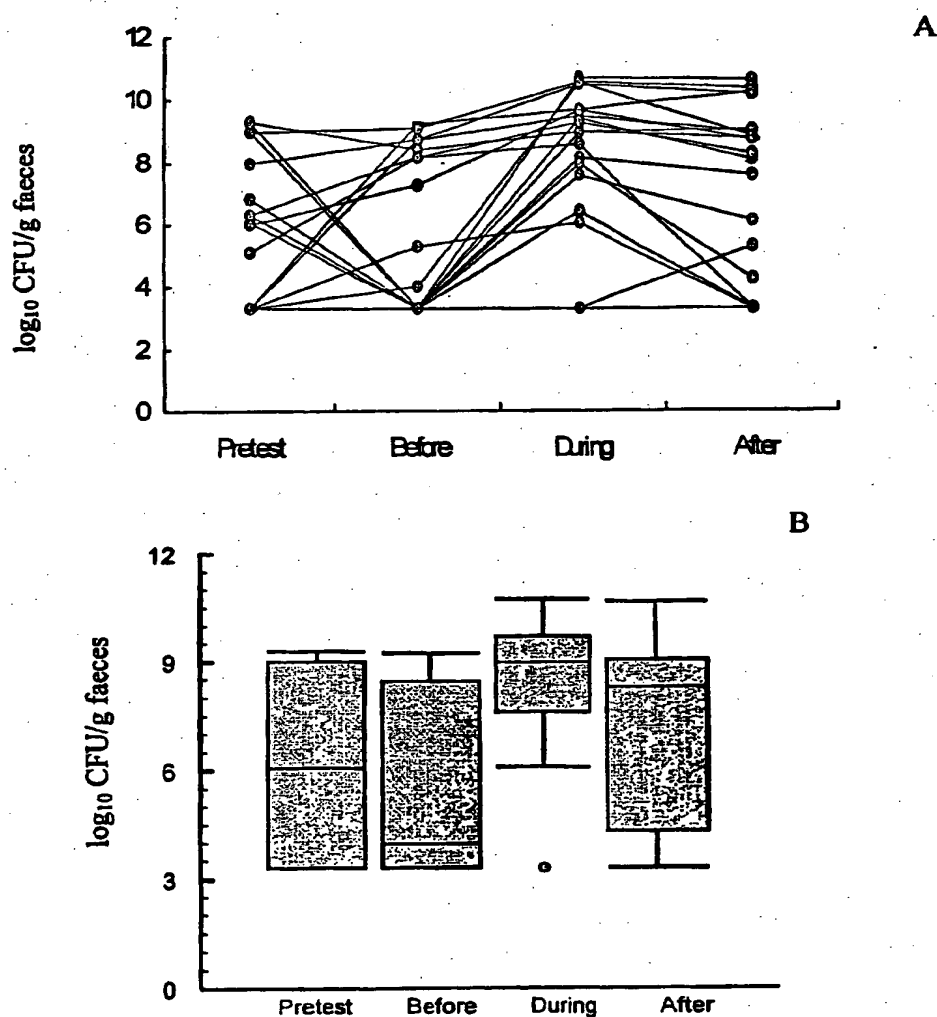 A
12
10
8
6
4
2
0
log₁₀ CFU/g faeces
Pretest Before During After
B
12
9
6
3
0
log₁₀ CFU/g faeces
Pretest Before During After